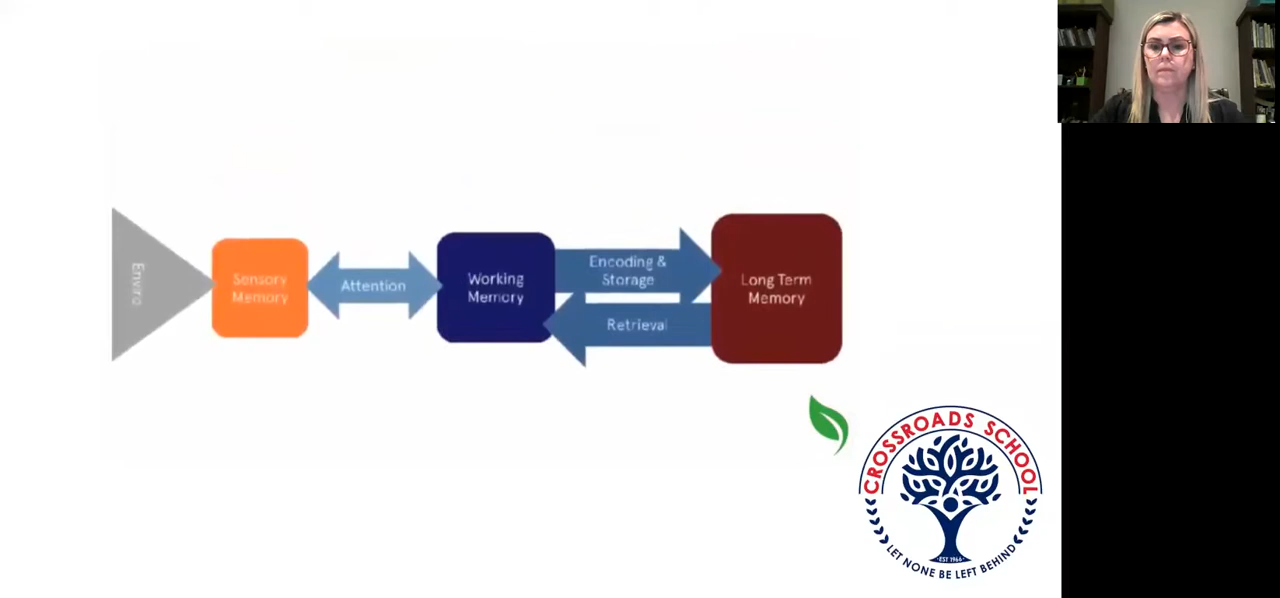 Enviro
Sensory
Memory
Attention
Working
Memory
Encoding &
Storage
Retrieval
Long Term
Memory
CROSSROADS SCHOOL
EST 1964
LET NONE BE LEFT BEHIND